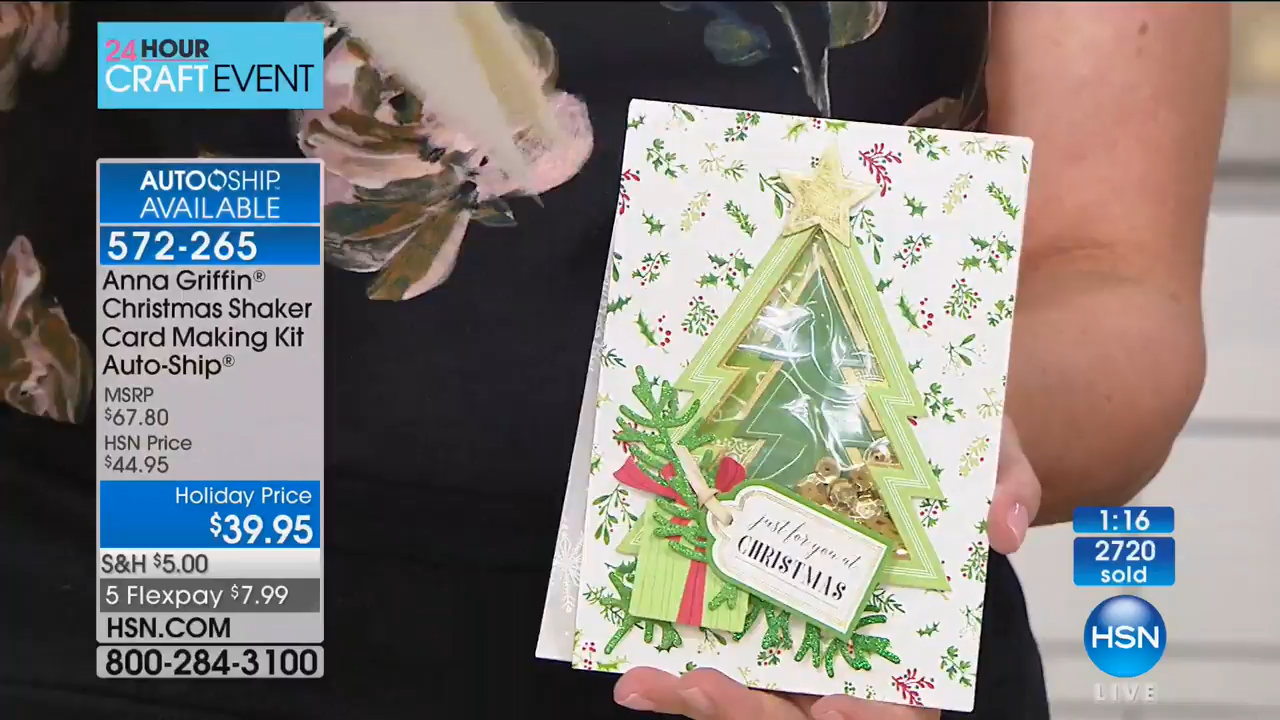 24 HOUR
CRAFT EVENT
AUTOSHIP™
AVAILABLE
572-265
Anna Griffin®
Christmas Shaker
Card Making Kit
Auto-Ship®
MSRP
$67.80
HSN Price
$44.95
Holiday Price
$39.95
S&H $5.00
5 Flexpay $7.99
HSN.COM
800-284-3100
just for you at
CHRISTMAS
1:16
2720
sold
HSN
LIVE